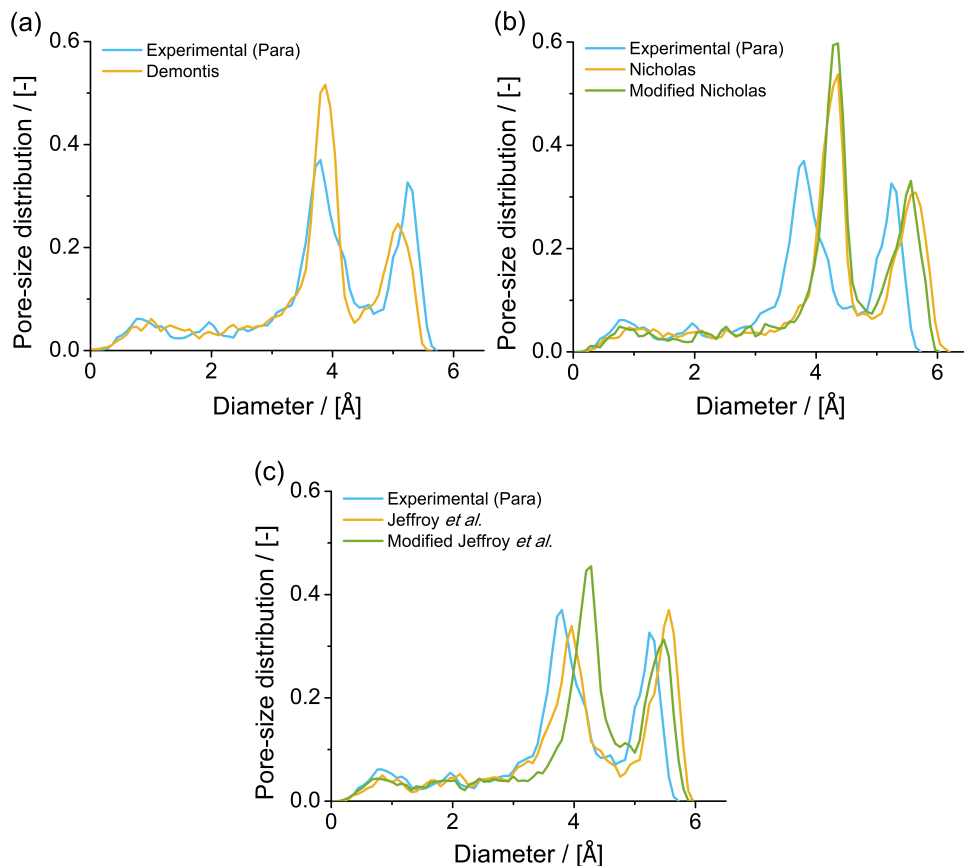 (a)
0.6
Experimental (Para)
Demontis
Pore-size distribution / [-]
0.4
0.2
0.0
0 2 4 6
Diameter / [Å]
(b)
0.6
Experimental (Para)
Nicholas
Modified Nicholas
Pore-size distribution / [-]
0.4
0.2
0.0
0 2 4 6
Diameter / [Å]
(c)
0.6
Experimental (Para)
Jeffroy et al.
Modified Jeffroy et al.
Pore-size distribution / [-]
0.4
0.2
0.0
0 2 4 6
Diameter / [Å]